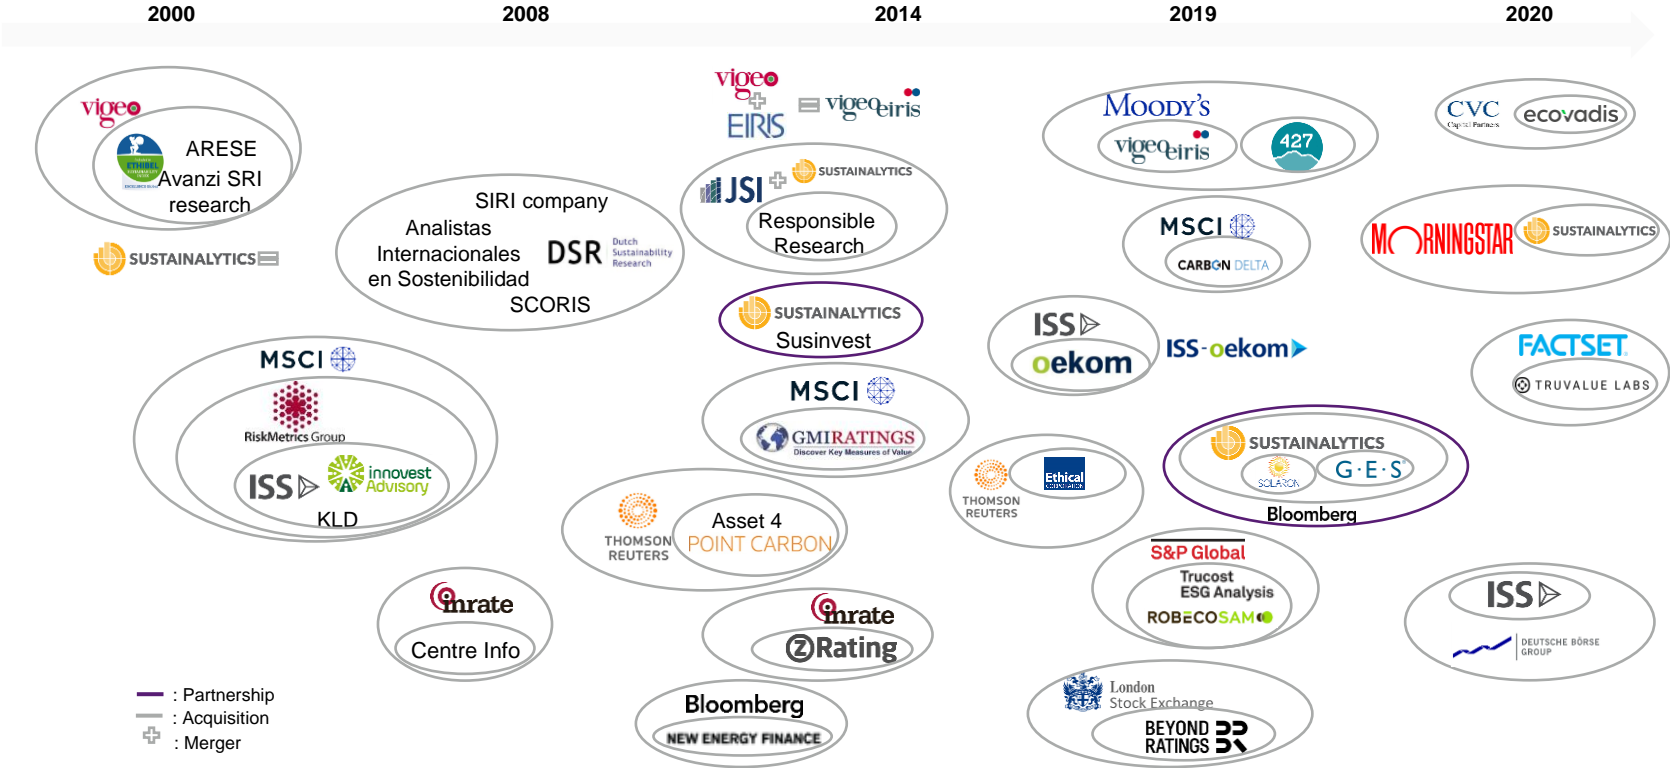 2000
2008
2014
2019
2020
vigeo
ETHIBEL
ARESE
Avanzi SRI
research
SUSTAINALYTICS
SIRI company
Analistas
Internacionales
en Sostenibilidad
DSR
Dutch
Sustainability
Research
SCORIS
MSCI
RiskMetrics Group
ISS
innovest
Advisory
KLD
inrate
Centre Info
vigeo
EIRIS
vigeoeiris
JSI
SUSTAINALYTICS
Responsible
Research
SUSTAINALYTICS
Susinvest
MSCI
GMIRATINGS
Discover Key Measures of Value
THOMSON
REUTERS
Asset 4
POINT CARBON
inrate
ZRating
Bloomberg
NEW ENERGY FINANCE
MOODY'S
vigeoeiris
427
MSCI
CARBON DELTA
ISS
oekom
ISS-oekom
THOMSON
REUTERS
Ethical
CORPORATION
SUSTAINALYTICS
SOLARON
G·E·S
Bloomberg
S&P Global
Trucost
ESG Analysis
ROBECOSAM
London
Stock Exchange
BEYOND
RATINGS
CVC
Capital Partners
ecovadis
MORNINGSTAR
SUSTAINALYTICS
FACTSET
TRUVALUE LABS
ISS
DEUTSCHE BÖRSE
GROUP
: Partnership
: Acquisition
: Merger